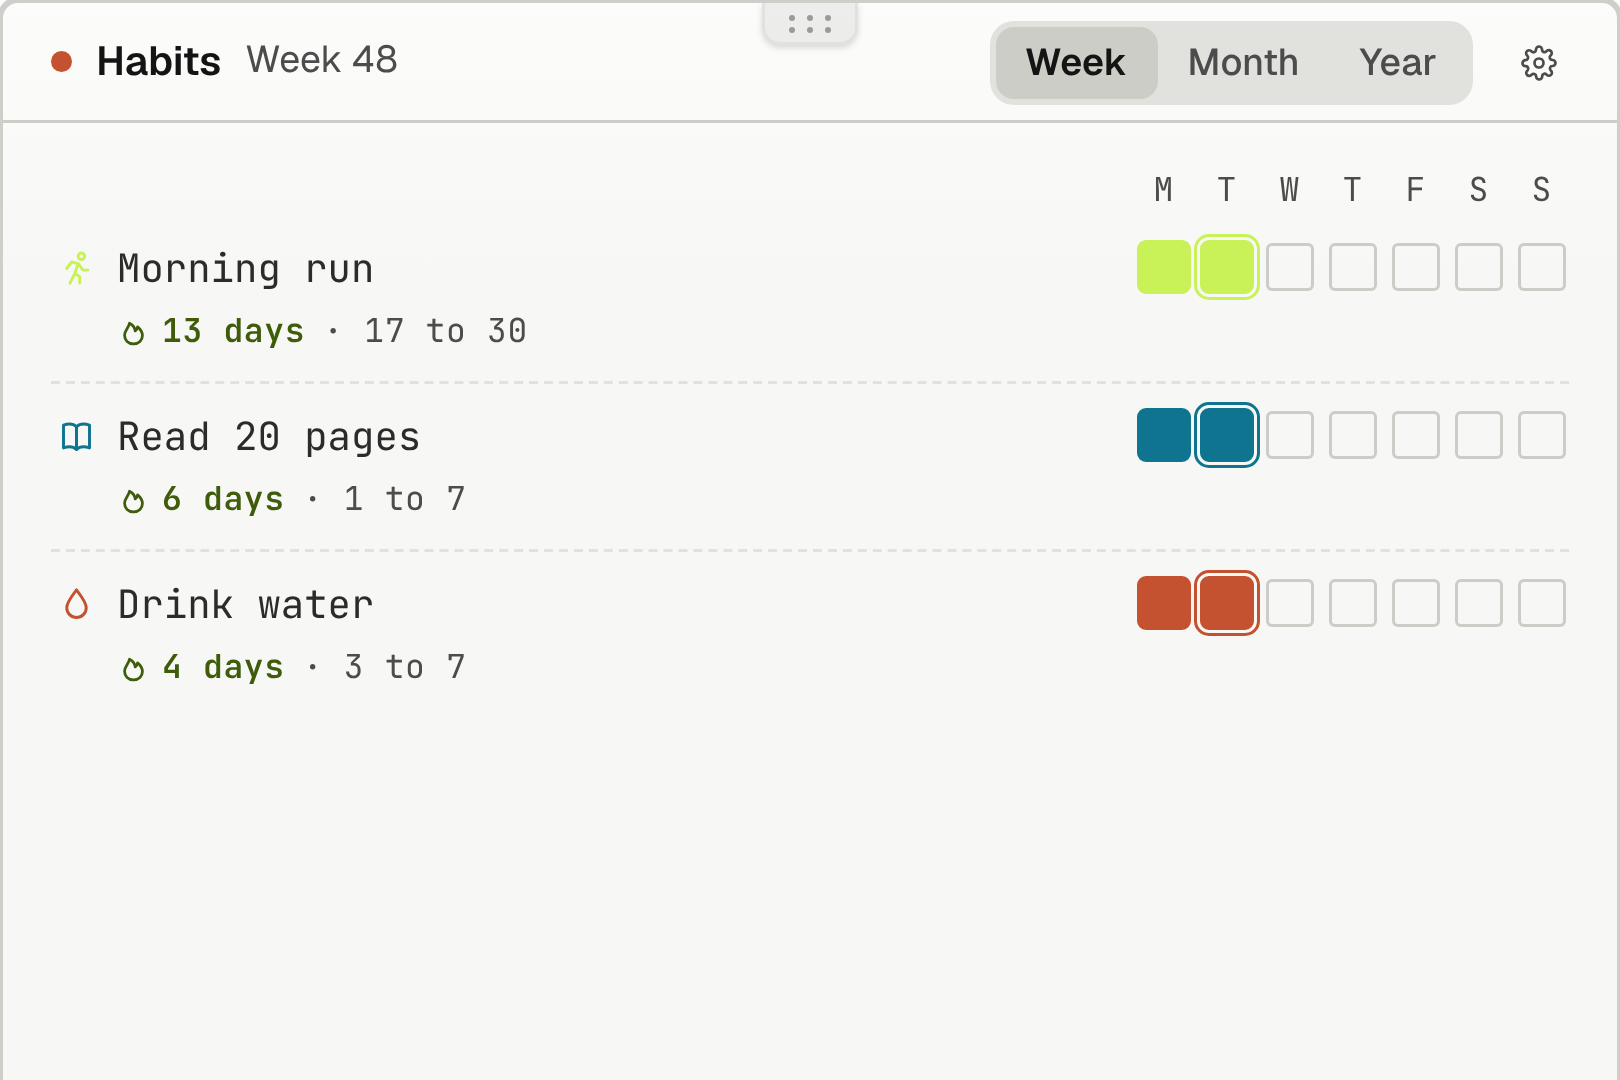 Habits Week 48 Week Month Year
M T W T F S S
Morning run
13 days · 17 to 30
Read 20 pages
6 days · 1 to 7
Drink water
4 days · 3 to 7